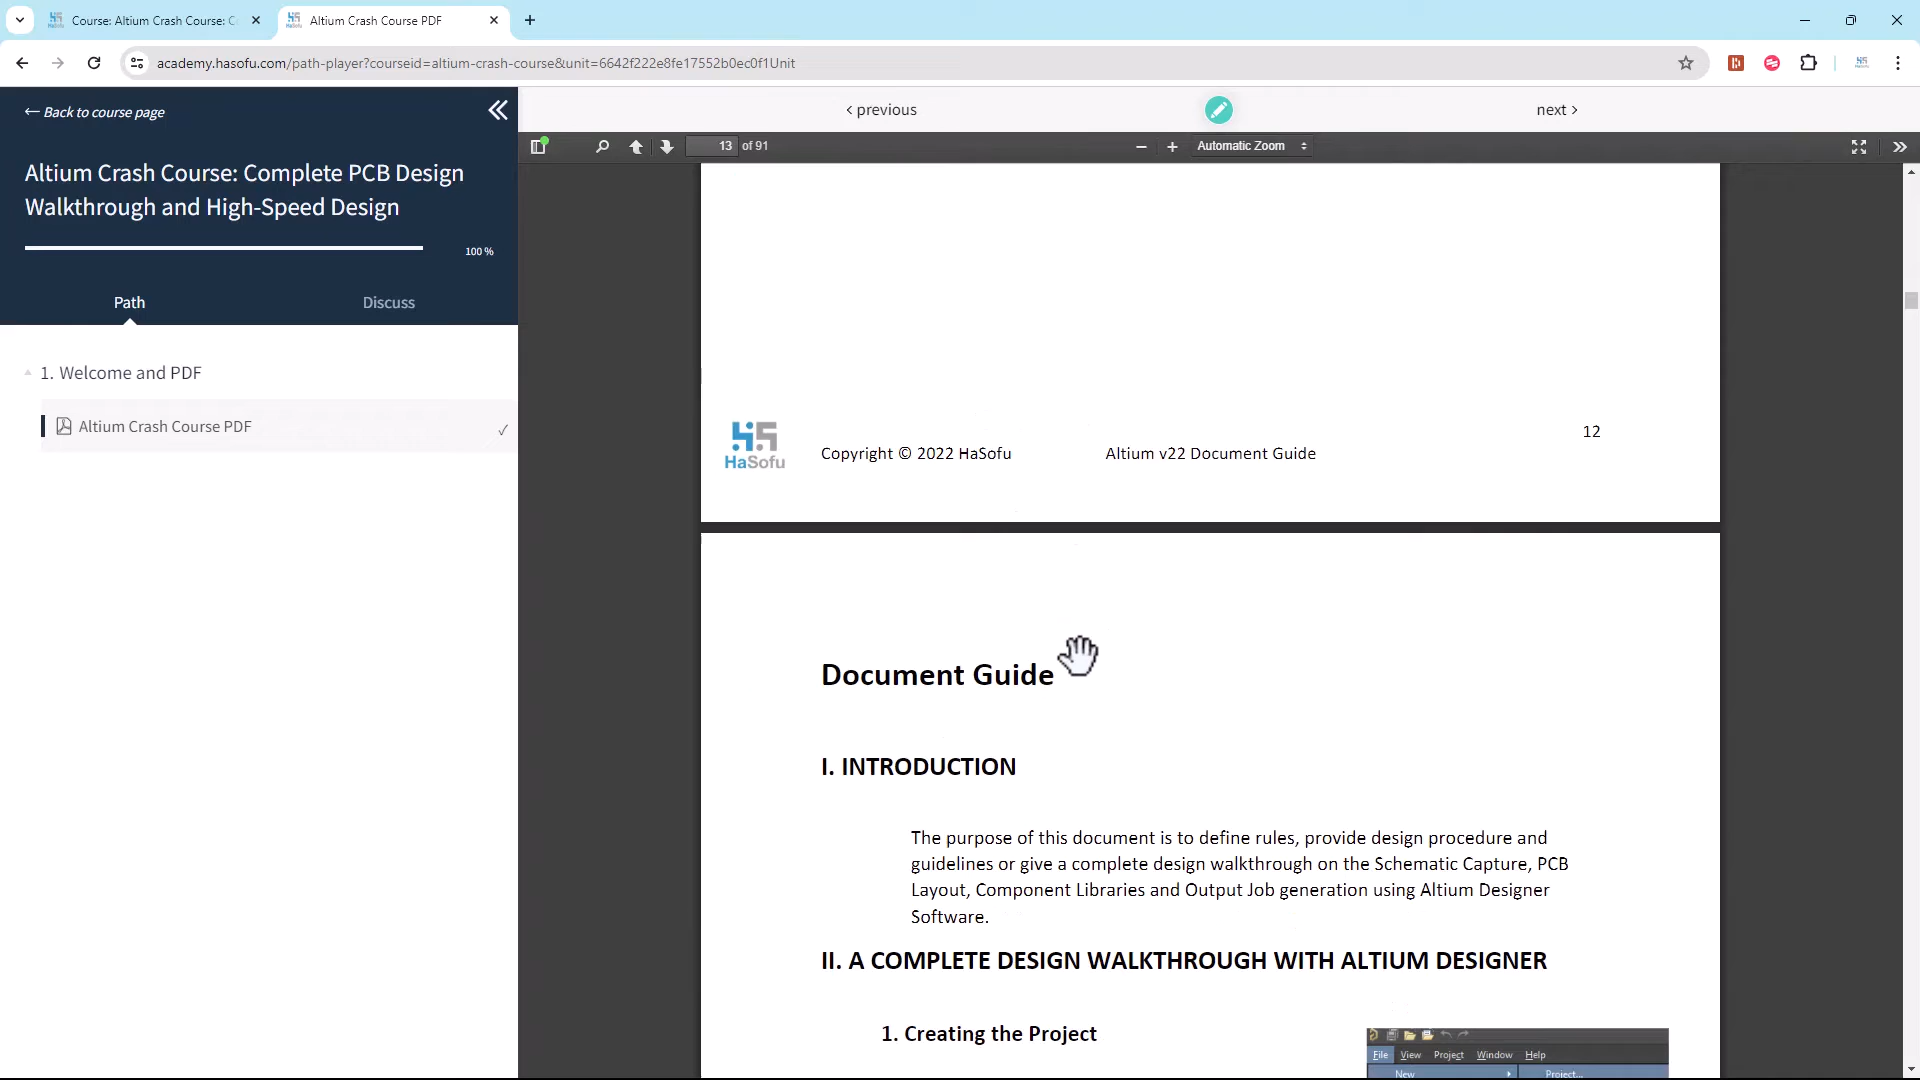 Course: Altium Crash Course: C
Altium Crash Course PDF
academy.hasofu.com/path-player?courseid=altium-crash-course&unit=6642f222e8fe17552b0ec0f1Unit
← Back to course page
Altium Crash Course: Complete PCB Design
Walkthrough and High-Speed Design
100 %
Path
Discuss
1. Welcome and PDF
Altium Crash Course PDF
‹ previous
next ›
13 of 91
Automatic Zoom
HaSofu
Copyright © 2022 HaSofu
Altium v22 Document Guide
12
Document Guide
I. INTRODUCTION
The purpose of this document is to define rules, provide design procedure and
guidelines or give a complete design walkthrough on the Schematic Capture, PCB
Layout, Component Libraries and Output Job generation using Altium Designer
Software.
II. A COMPLETE DESIGN WALKTHROUGH WITH ALTIUM DESIGNER
1. Creating the Project
File View Project Window Help
New
Project...